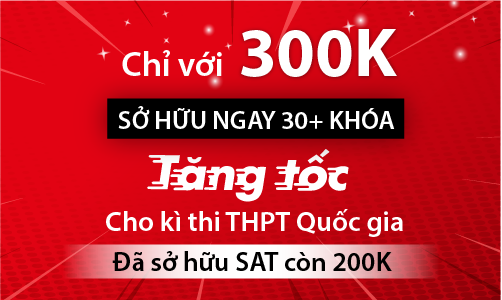 Chỉ với 300K
SỞ HỮU NGAY 30+ KHÓA
Tăng tốc
Cho kì thi THPT Quốc gia
Đã sở hữu SAT còn 200K